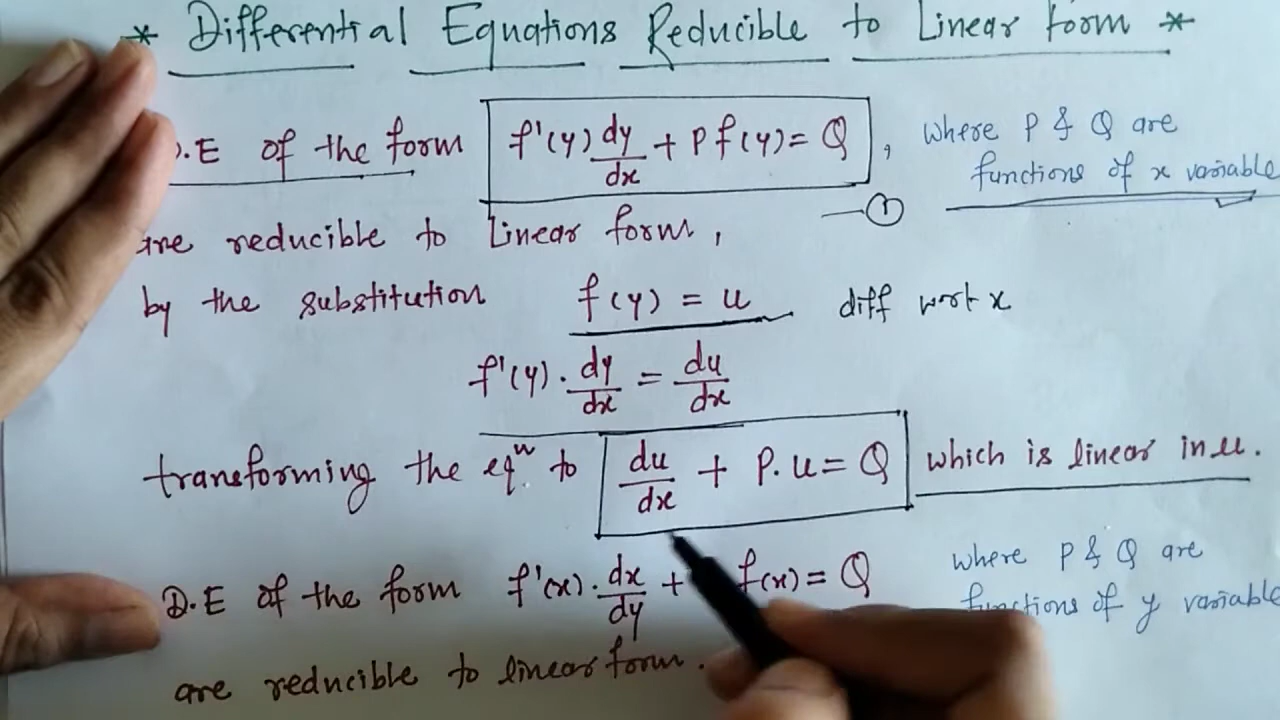 * Differential Equations Reducible to Linear form *
D.E of the form f'(y) dy/dx + P f(y) = Q , where P & Q are functions of x variable
— ①
are reducible to Linear form ,
by the substitution f(y) = u diff w.r.t x
f'(y) . dy/dx = du/dx
transforming the eqn to du/dx + P. u = Q which is linear in u.
D.E of the form f'(x) . dx/dy + f(x) = Q where P & Q are functions of y variable
are reducible to linear form .